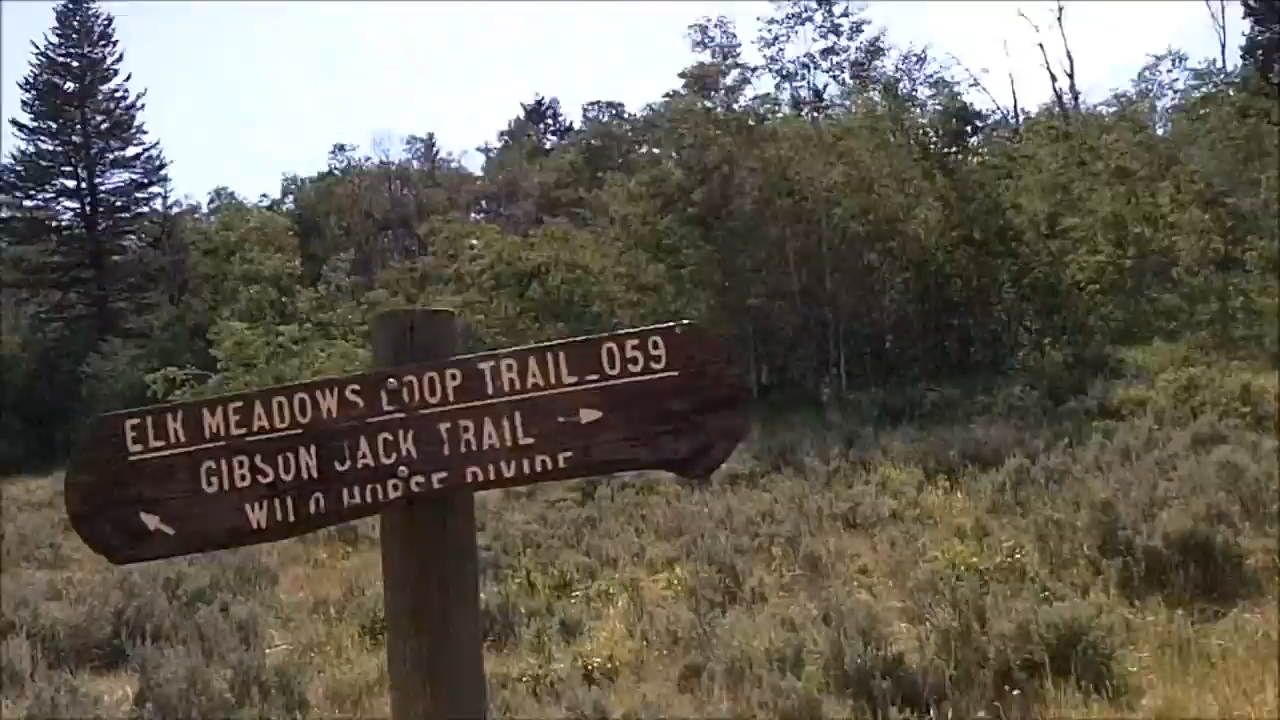 ELK MEADOWS LOOP TRAIL 059
GIBSON JACK TRAIL
WILD HORSE DIVIDE